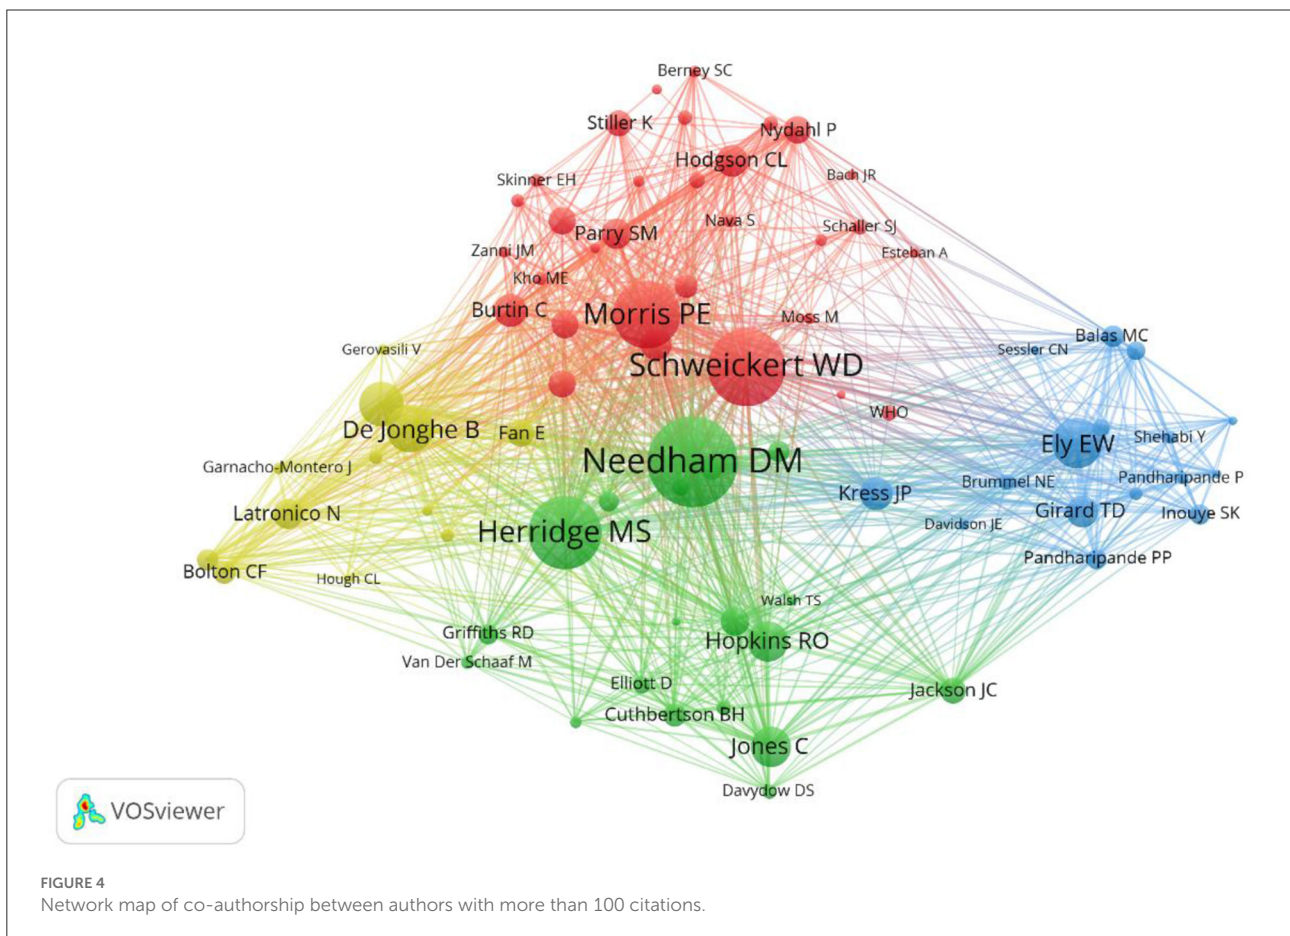 Berney SC
Stiller K
Nydahl P
Hodgson CL
Skinner EH
Bach JR
Nava S
Schaller SJ
Parry SM
Zanni JM
Esteban A
Kho ME
Burtin C
Morris PE
Moss M
Balas MC
Gerovasili V
Sessler CN
Schweickert WD
WHO
De Jonghe B
Fan E
Ely EW
Shehabi Y
Needham DM
Garnacho-Montero J
Pandharipande P
Brummel NE
Kress JP
Latronico N
Girard TD
Inouye SK
Davidson JE
Herridge MS
Pandharipande PP
Bolton CF
Hough CL
Walsh TS
Griffiths RD
Hopkins RO
Van Der Schaaf M
Elliott D
Jackson JC
Cuthbertson BH
Jones C
Davydow DS
VOSviewer
FIGURE 4
Network map of co-authorship between authors with more than 100 citations.